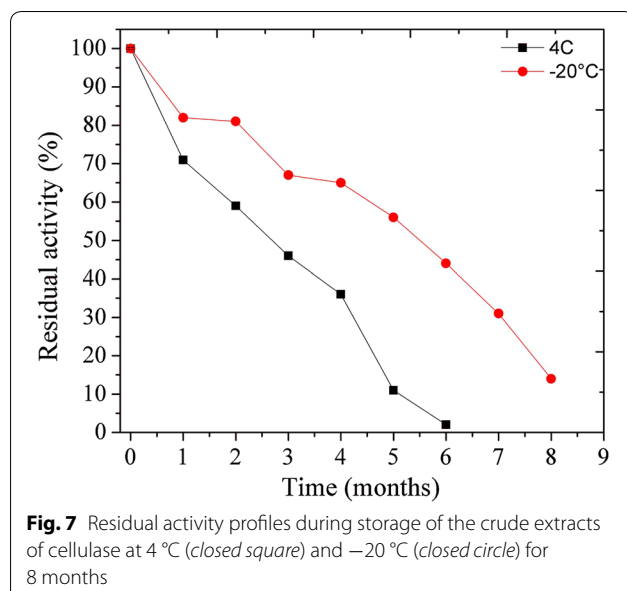 4C
-20°C
100
90
80
70
60
50
40
30
20
10
0
Residual activity (%)
0 1 2 3 4 5 6 7 8 9
Time (months)
Fig. 7 Residual activity profiles during storage of the crude extracts
of cellulase at 4 °C (closed square) and −20 °C (closed circle) for
8 months